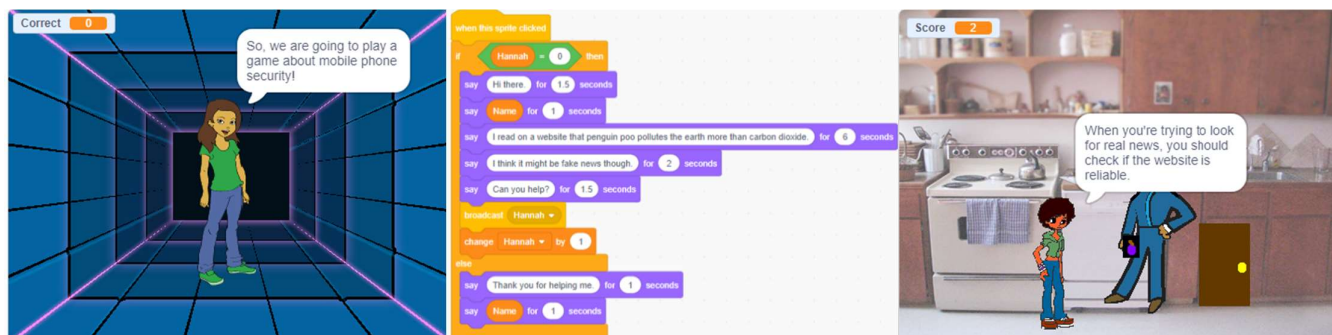 Correct 0
So, we are going to play a
game about mobile phone
security!
when this sprite clicked
if Hannah = 0 then
say Hi there. for 1.5 seconds
say Name for 1 seconds
say I read on a website that penguin poo pollutes the earth more than carbon dioxide. for 6 seconds
say I think it might be fake news though. for 2 seconds
say Can you help? for 1.5 seconds
broadcast Hannah
change Hannah by 1
else
say Thank you for helping me. for 1 seconds
say Name for 1 seconds
Score 2
When you're trying to look
for real news, you should
check if the website is
reliable.